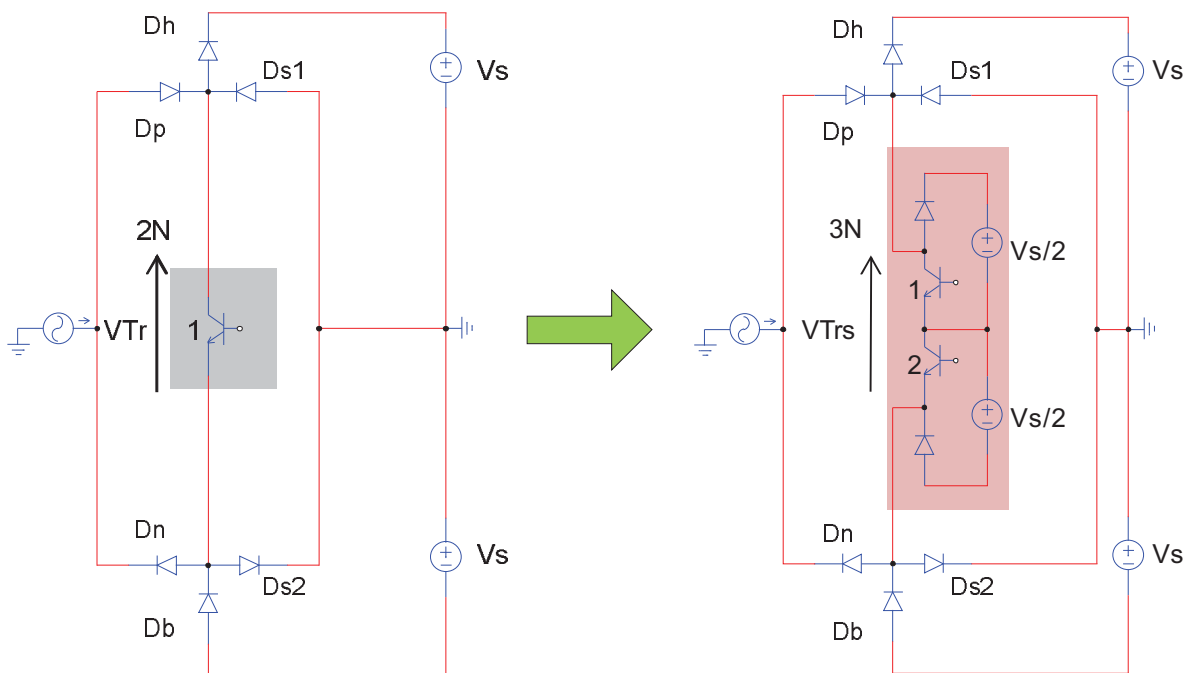 Dh
Vs
Ds1
Dp
2N
VTr
1
Dn
Vs
Ds2
Db
Dh
Vs
Ds1
Dp
3N
Vs/2
1
VTrs
2
Vs/2
Dn
Vs
Ds2
Db